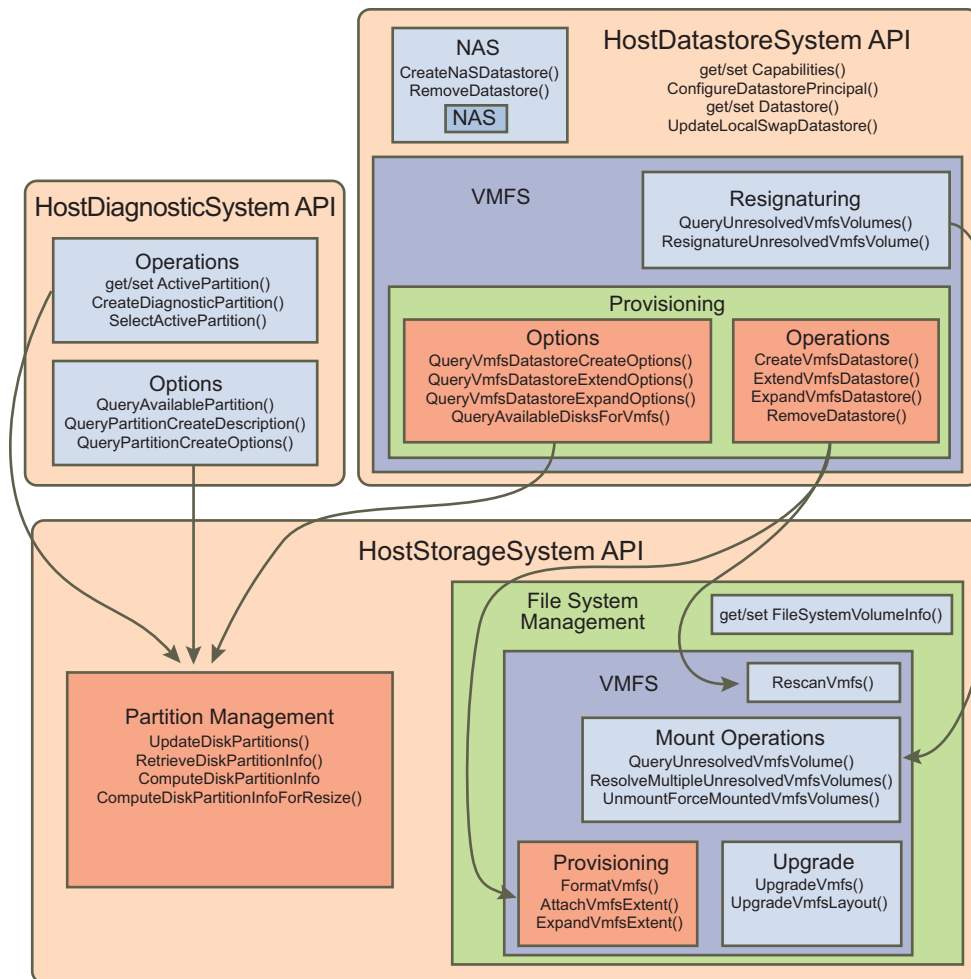 HostDatastoreSystem API
get/set Capabilities()
ConfigureDatastorePrincipal()
get/set Datastore()
UpdateLocalSwapDatastore()
NAS
CreateNaSDatastore()
RemoveDatastore()
NAS
VMFS
Resignaturing
QueryUnresolvedVmfsVolumes()
ResignatureUnresolvedVmfsVolume()
Provisioning
Options
QueryVmfsDatastoreCreateOptions()
QueryVmfsDatastoreExtendOptions()
QueryVmfsDatastoreExpandOptions()
QueryAvailableDisksForVmfs()
Operations
CreateVmfsDatastore()
ExtendVmfsDatastore()
ExpandVmfsDatastore()
RemoveDatastore()
HostDiagnosticSystem API
Operations
get/set ActivePartition()
CreateDiagnosticPartition()
SelectActivePartition()
Options
QueryAvailablePartition()
QueryPartitionCreateDescription()
QueryPartitionCreateOptions()
HostStorageSystem API
Partition Management
UpdateDiskPartitions()
RetrieveDiskPartitionInfo()
ComputeDiskPartitionInfo
ComputeDiskPartitionInfoForResize()
File System
Management
get/set FileSystemVolumeInfo()
VMFS
RescanVmfs()
Mount Operations
QueryUnresolvedVmfsVolume()
ResolveMultipleUnresolvedVmfsVolumes()
UnmountForceMountedVmfsVolumes()
Provisioning
FormatVmfs()
AttachVmfsExtent()
ExpandVmfsExtent()
Upgrade
UpgradeVmfs()
UpgradeVmfsLayout()